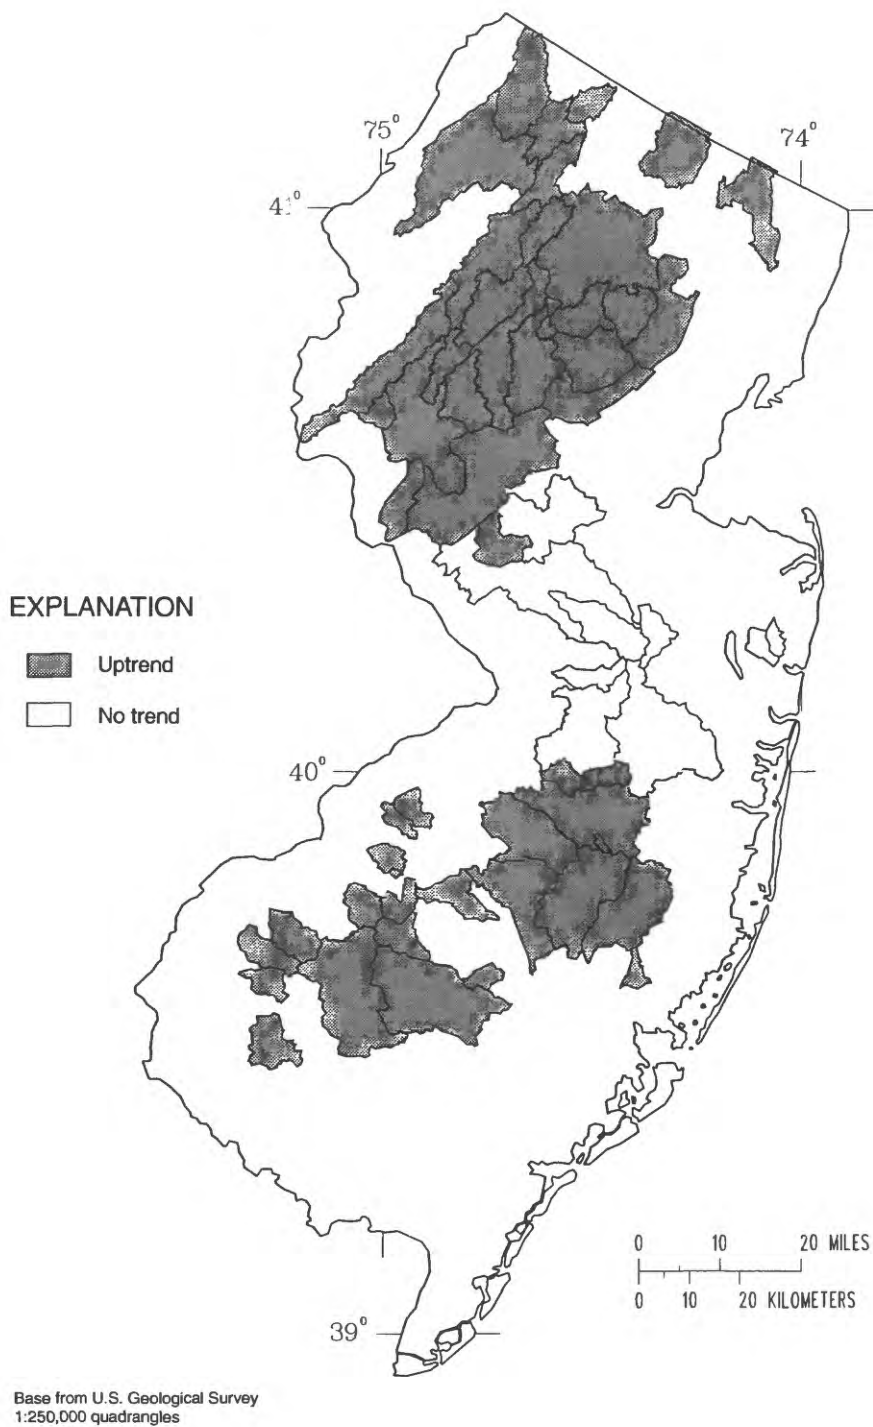 75°
74°
41°
EXPLANATION
Uptrend
No trend
40°
0 10 20 MILES
0 10 20 KILOMETERS
39°
Base from U.S. Geological Survey
1:250,000 quadrangles